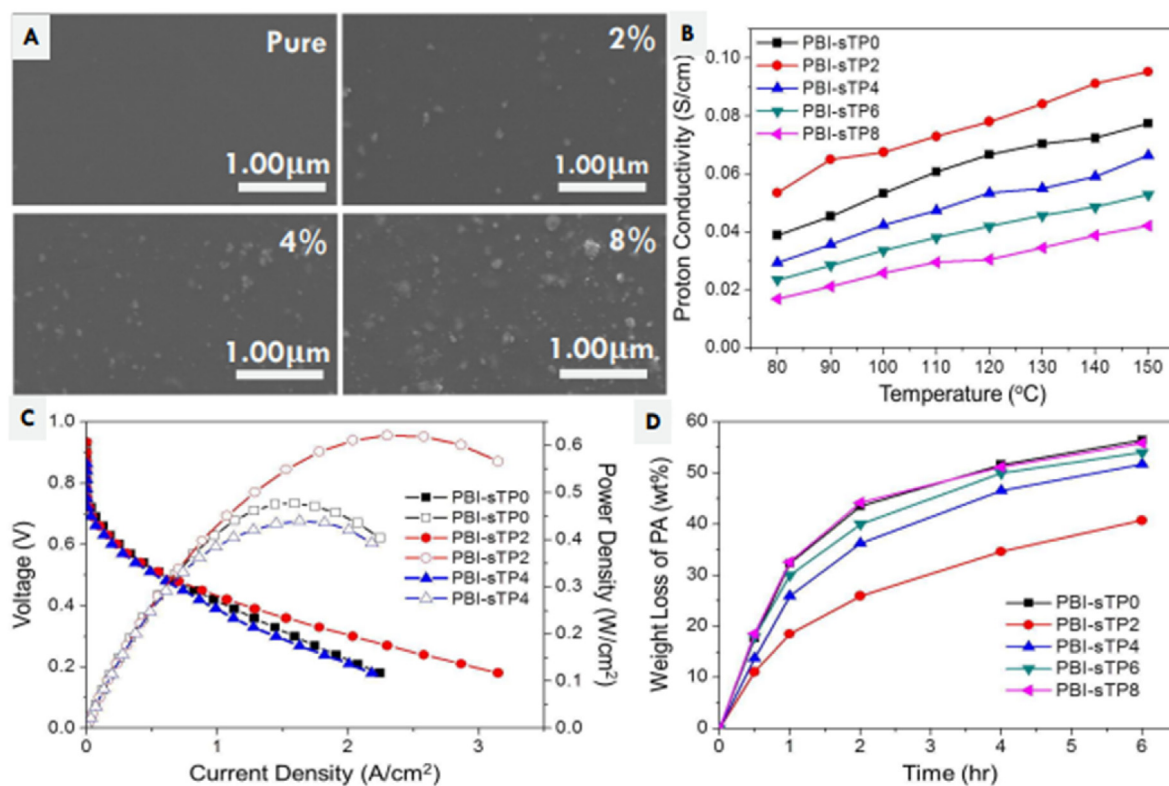 A
Pure
1.00μm
2%
1.00μm
4%
1.00μm
8%
1.00μm
B
PBI-sTP0
PBI-sTP2
PBI-sTP4
PBI-sTP6
PBI-sTP8
Proton Conductivity (S/cm)
0.10
0.08
0.06
0.04
0.02
0.00
80 90 100 110 120 130 140 150
Temperature (°C)
C
PBI-sTP0
PBI-sTP0
PBI-sTP2
PBI-sTP2
PBI-sTP4
PBI-sTP4
Voltage (V)
1.0
0.8
0.6
0.4
0.2
0.0
Power Density (W/cm²)
0.6
0.5
0.4
0.3
0.2
0.1
0.0
0 1 2 3
Current Density (A/cm²)
D
Weight Loss of PA (wt%)
60
50
40
30
20
10
0
PBI-sTP0
PBI-sTP2
PBI-sTP4
PBI-sTP6
PBI-sTP8
0 1 2 3 4 5 6
Time (hr)